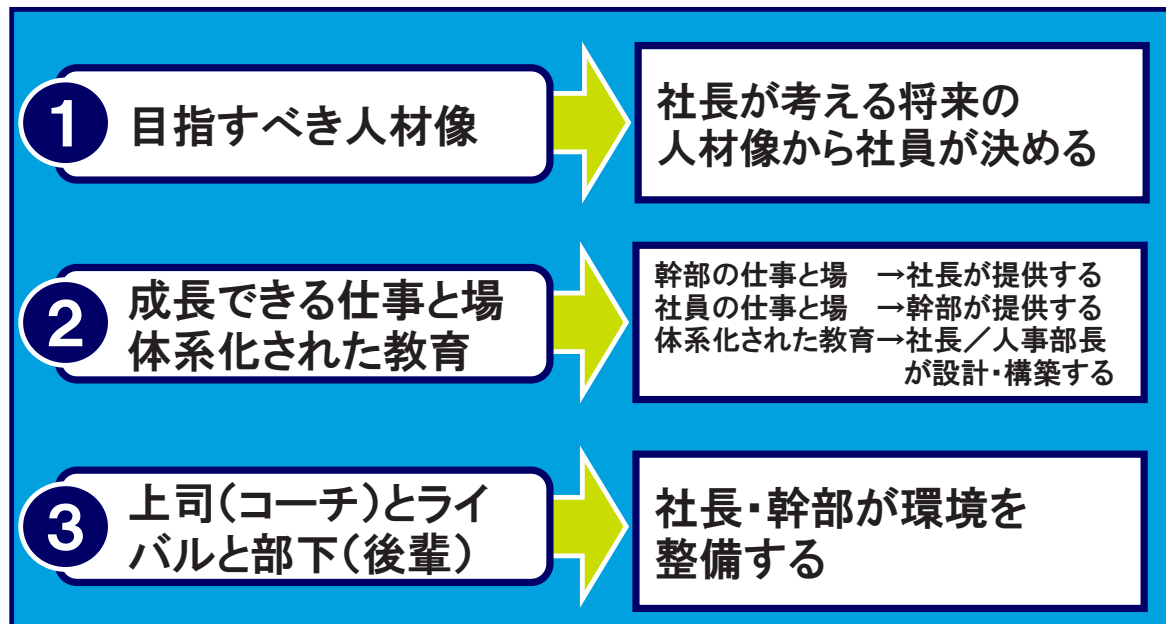 1 目指すべき人材像
社長が考える将来の
人材像から社員が決める
2 成長できる仕事と場
体系化された教育
幹部の仕事と場 →社長が提供する
社員の仕事と場 →幹部が提供する
体系化された教育→社長／人事部長
が設計・構築する
3 上司（コーチ）とライ
バルと部下（後輩）
社長・幹部が環境を
整備する